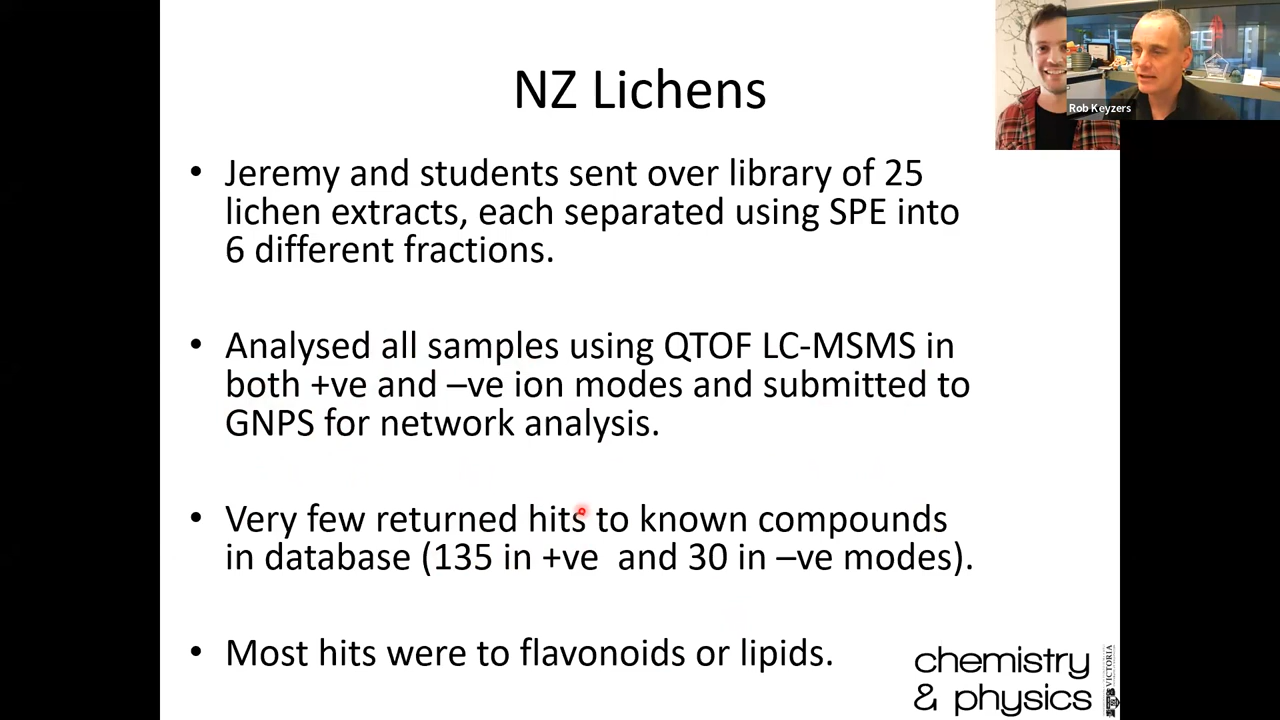 NZ Lichens
Rob Keyzers
• Jeremy and students sent over library of 25
lichen extracts, each separated using SPE into
6 different fractions.
• Analysed all samples using QTOF LC-MSMS in
both +ve and –ve ion modes and submitted to
GNPS for network analysis.
• Very few returned hits to known compounds
in database (135 in +ve  and 30 in –ve modes).
• Most hits were to flavonoids or lipids.
chemistry
& physics
VICTORIA